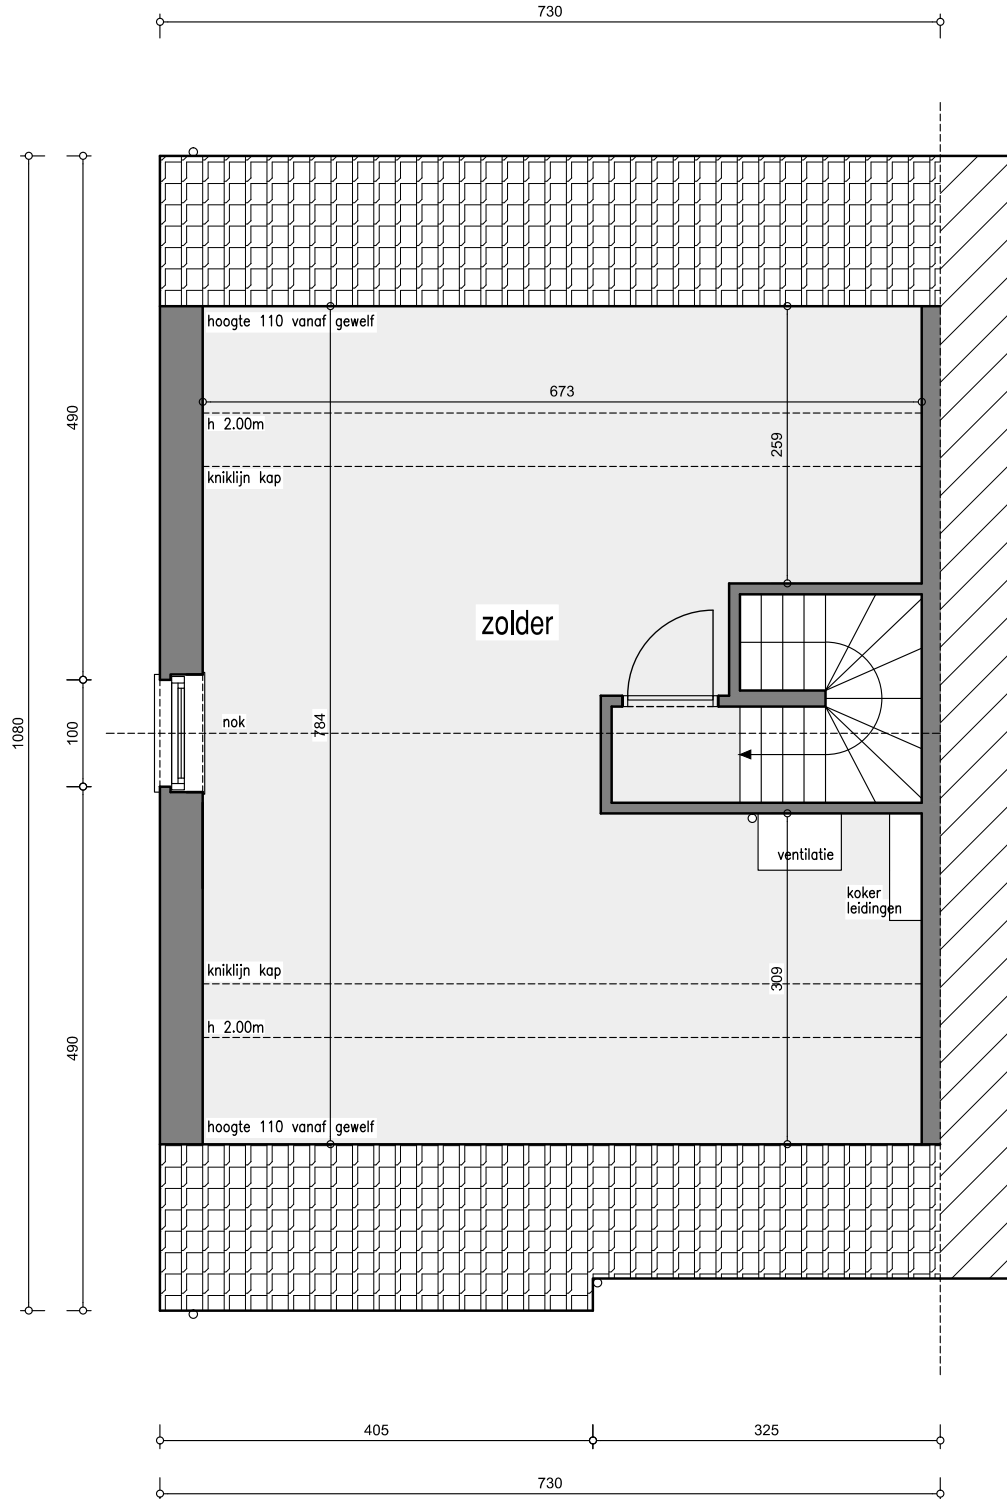 730
hoogte 110 vanaf gewelf
673
h 2.00m
490
259
kniklijn kap
zolder
nok
784
100
1080
ventilatie
koker
leidingen
kniklijn kap
309
h 2.00m
490
hoogte 110 vanaf gewelf
405
325
730